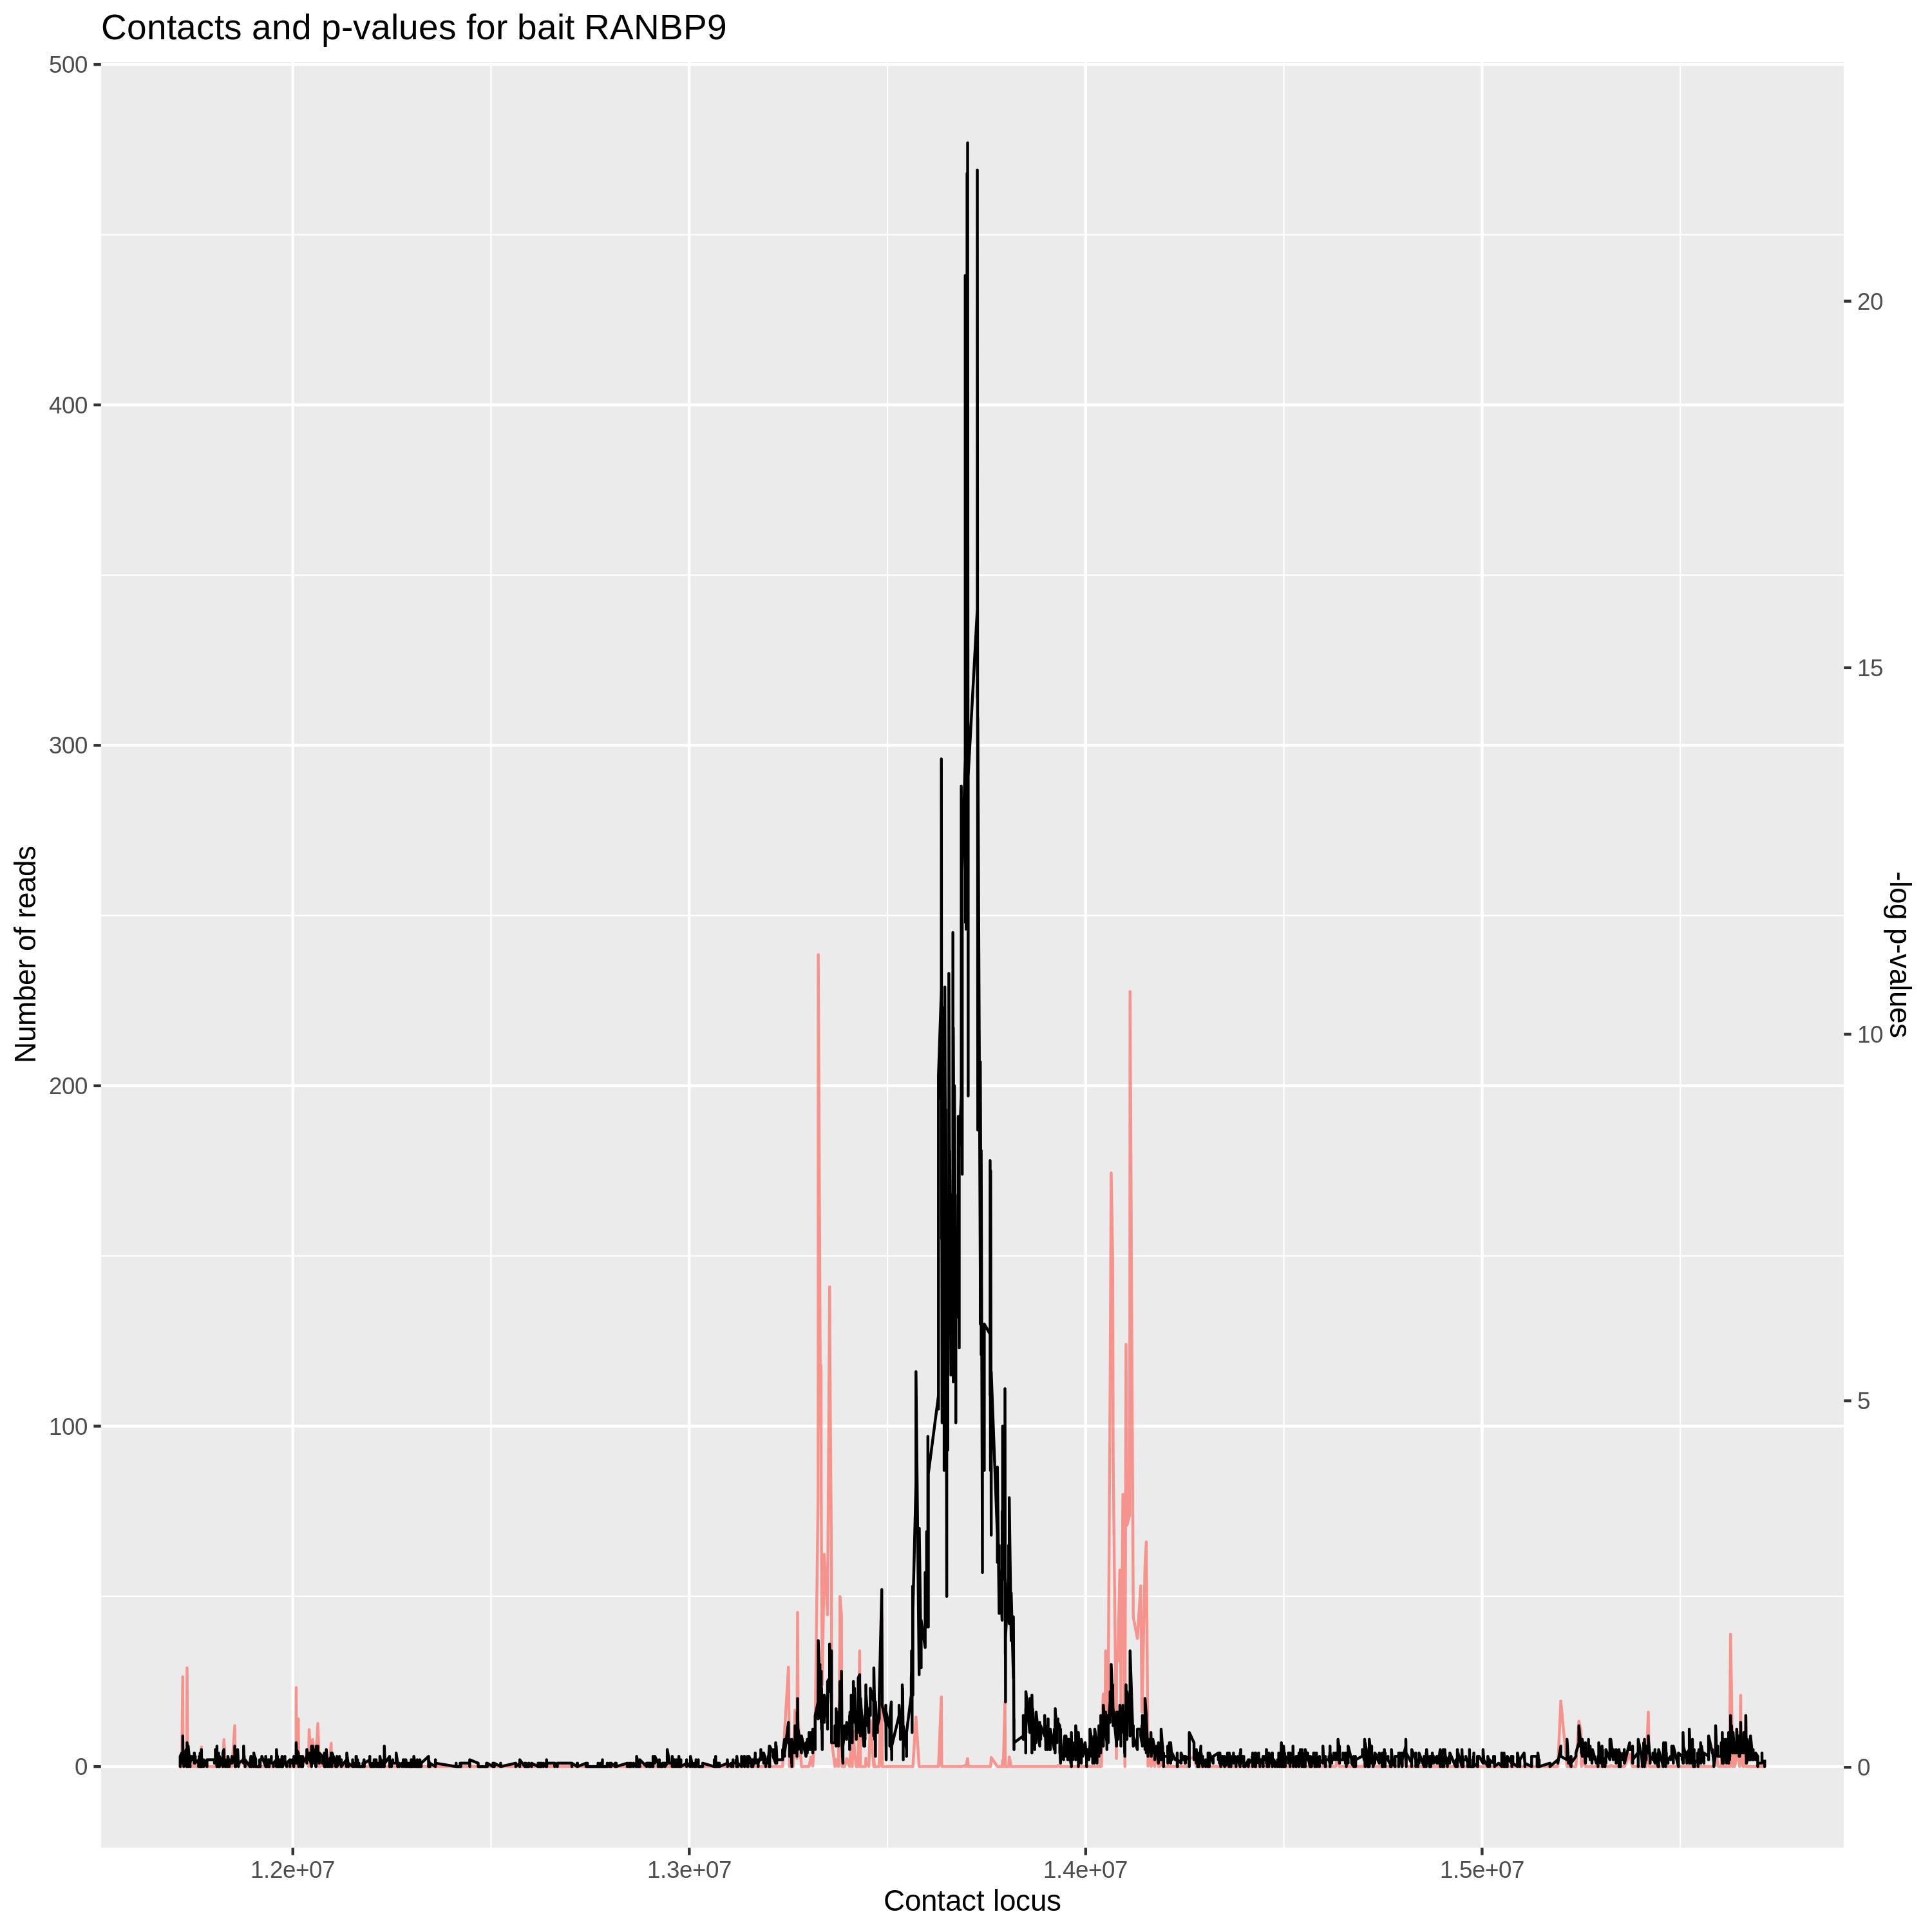 Contacts and p-values for bait RANBP9
500
400
300
200
100
0
Number of reads
20
15
10
5
0
-log p-values
1.2e+07
1.3e+07
1.4e+07
1.5e+07
Contact locus